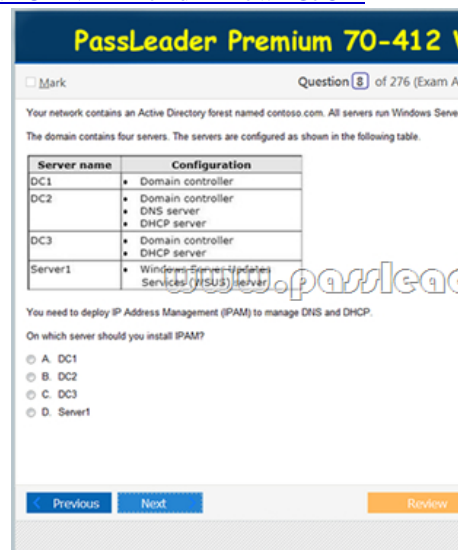 PassLeader Premium 70-412
Mark
Question 8 of 276 (Exam A
Your network contains an Active Directory forest named contoso.com. All servers run Windows Serve
The domain contains four servers. The servers are configured as shown in the following table.
Server name Configuration
DC1 • Domain controller
DC2 • Domain controller
• DNS server
• DHCP server
DC3 • Domain controller
• DHCP server
Server1 • Windows Server Updates
Services (WSUS) server
www.passleac
You need to deploy IP Address Management (IPAM) to manage DNS and DHCP.
On which server should you install IPAM?
A. DC1
B. DC2
C. DC3
D. Server1
Previous Next Review